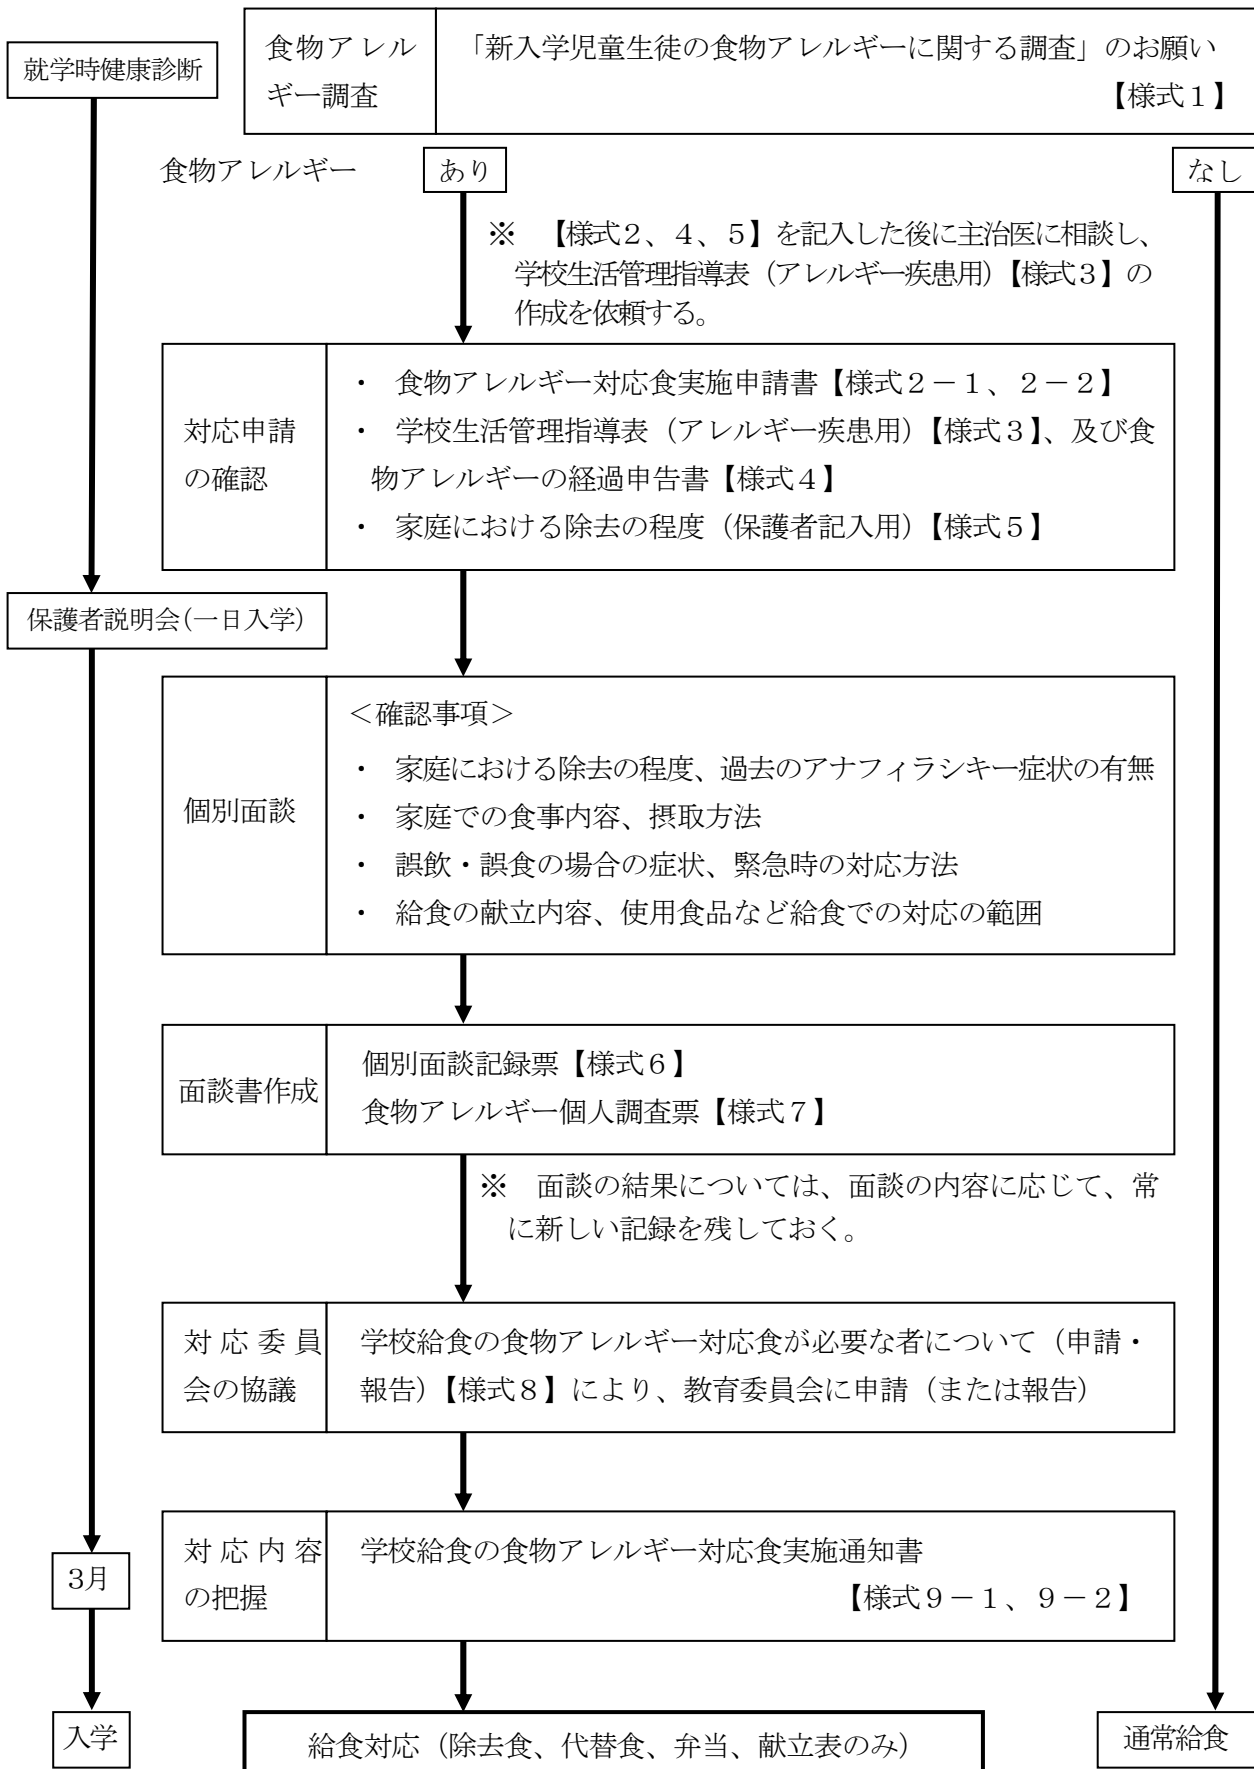 就学時健康診断
食物アレル
ギー調査
「新入学児童生徒の食物アレルギーに関する調査」のお願い
【様式１】
食物アレルギー
あり
なし
※　【様式２、４、５】を記入した後に主治医に相談し、
学校生活管理指導表（アレルギー疾患用）【様式３】の
作成を依頼する。
対応申請
の確認
・　食物アレルギー対応食実施申請書【様式２－１、２－２】
・　学校生活管理指導表（アレルギー疾患用）【様式３】、及び食
物アレルギーの経過申告書【様式４】
・　家庭における除去の程度（保護者記入用）【様式５】
保護者説明会(一日入学)
個別面談
＜確認事項＞
・　家庭における除去の程度、過去のアナフィラシキー症状の有無
・　家庭での食事内容、摂取方法
・　誤飲・誤食の場合の症状、緊急時の対応方法
・　給食の献立内容、使用食品など給食での対応の範囲
面談書作成
個別面談記録票【様式６】
食物アレルギー個人調査票【様式７】
※　面談の結果については、面談の内容に応じて、常
に新しい記録を残しておく。
対応委員
会の協議
学校給食の食物アレルギー対応食が必要な者について（申請・
報告）【様式８】により、教育委員会に申請（または報告）
対応内容
の把握
学校給食の食物アレルギー対応食実施通知書
【様式９－１、９－２】
3月
入学
給食対応（除去食、代替食、弁当、献立表のみ）
通常給食